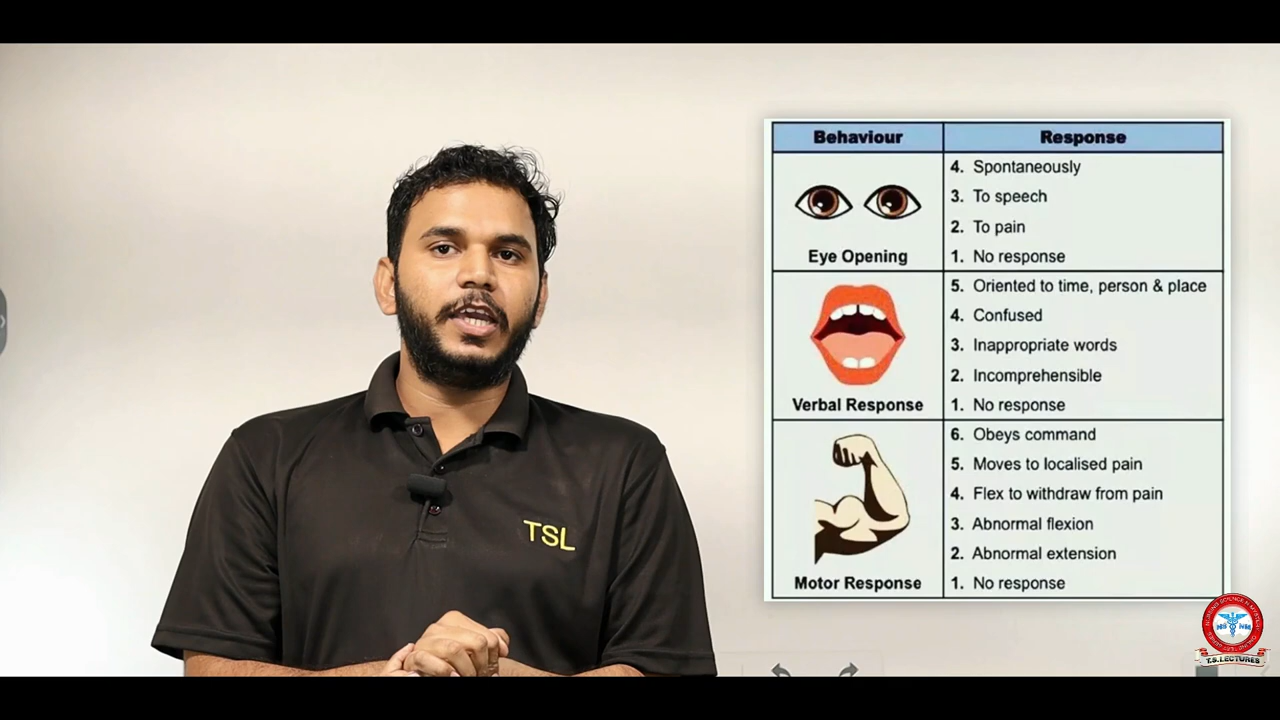 Behaviour Response
Eye Opening
4. Spontaneously
3. To speech
2. To pain
1. No response
Verbal Response
5. Oriented to time, person & place
4. Confused
3. Inappropriate words
2. Incomprehensible
1. No response
Motor Response
6. Obeys command
5. Moves to localised pain
4. Flex to withdraw from pain
3. Abnormal flexion
2. Abnormal extension
1. No response
TSL
T.S.LECTURES